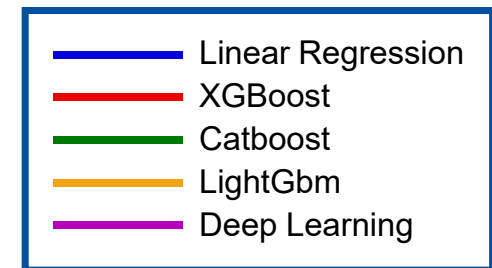 Linear Regression
XGBoost
Catboost
LightGbm
Deep Learning